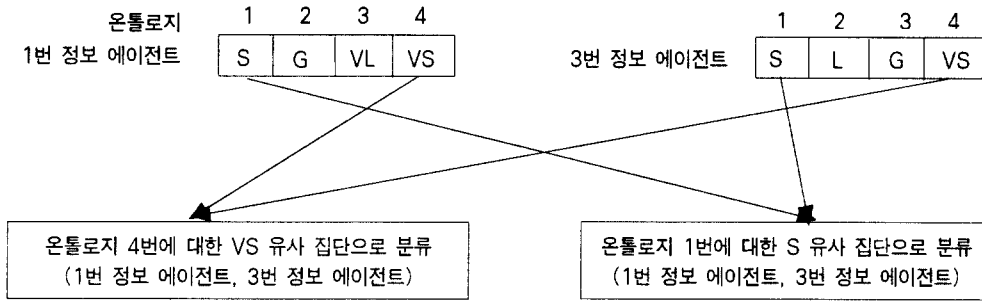 온톨로지 1 2 3 4
1번 정보 에이전트 S G VL VS
1 2 3 4
3번 정보 에이전트 S L G VS
온톨로지 4번에 대한 VS 유사 집단으로 분류
(1번 정보 에이전트, 3번 정보 에이전트)
온톨로지 1번에 대한 S 유사 집단으로 분류
(1번 정보 에이전트, 3번 정보 에이전트)